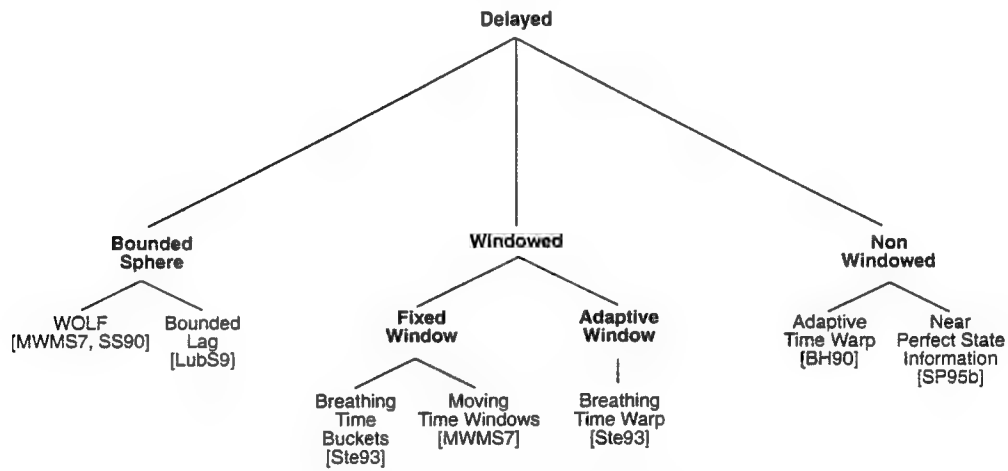 Delayed
Bounded
Sphere
Windowed
Non
Windowed
WOLF
[MWMS7, SS90]
Bounded
Lag
[LubS9]
Fixed
Window
Adaptive
Window
Adaptive
Time Warp
[BH90]
Near
Perfect State
Information
[SP95b]
Breathing
Time
Buckets
[Ste93]
Moving
Time Windows
[MWMS7]
Breathing
Time Warp
[Ste93]